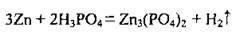 3Zn + 2H₃PO₄ = Zn₃(PO₄)₂ + H₂↑